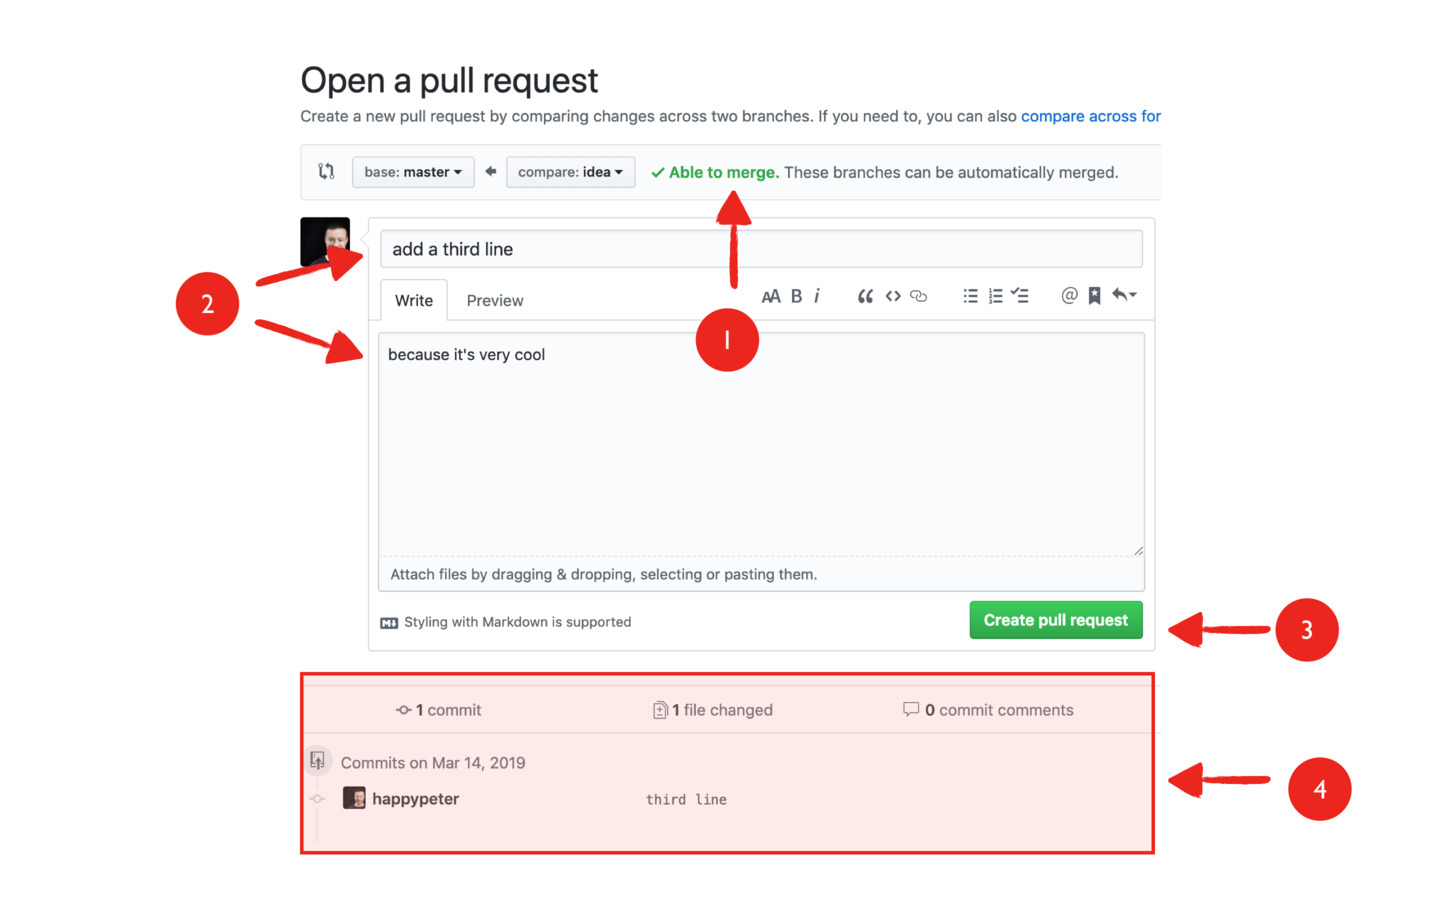 Open a pull request
Create a new pull request by comparing changes across two branches. If you need to, you can also compare across for
base: master compare: idea Able to merge. These branches can be automatically merged.
add a third line
2
Write Preview AA B i @
1
because it's very cool
Attach files by dragging & dropping, selecting or pasting them.
Styling with Markdown is supported Create pull request
3
1 commit 1 file changed 0 commit comments
Commits on Mar 14, 2019
4
happypeter third line